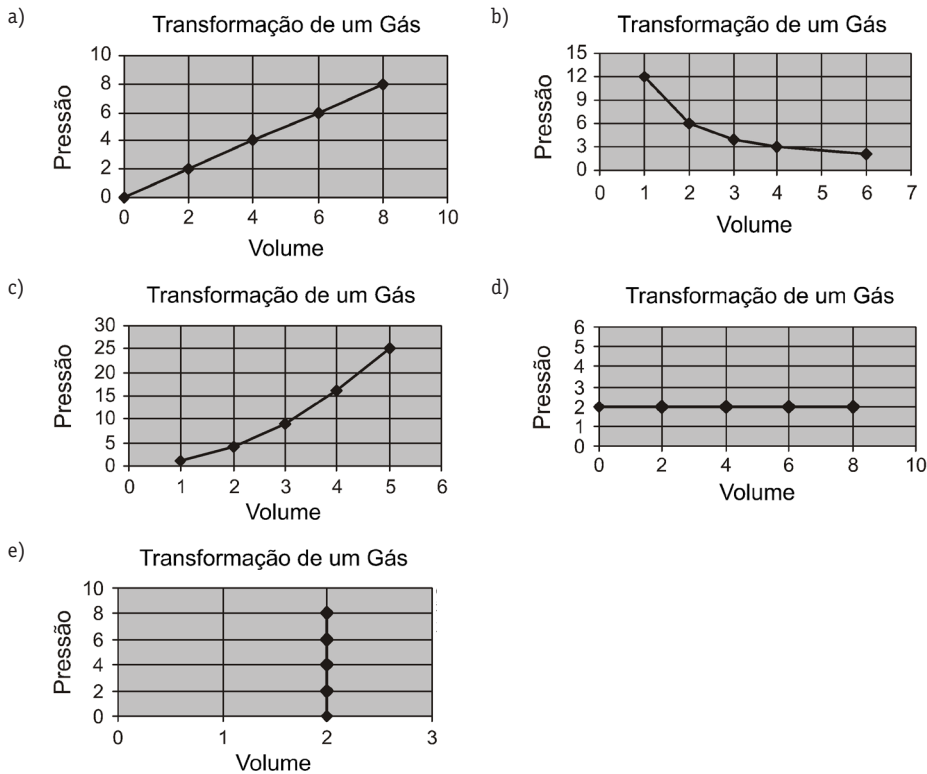 a)
Transformação de um Gás
Pressão
10
8
6
4
2
0
0 2 4 6 8 10
Volume
b)
Transformação de um Gás
Pressão
15
12
9
6
3
0
0 1 2 3 4 5 6 7
Volume
c)
Transformação de um Gás
Pressão
30
25
20
15
10
5
0
0 1 2 3 4 5 6
Volume
d)
Transformação de um Gás
Pressão
6
5
4
3
2
1
0
0 2 4 6 8 10
Volume
e)
Transformação de um Gás
Pressão
10
8
6
4
2
0
0 1 2 3
Volume